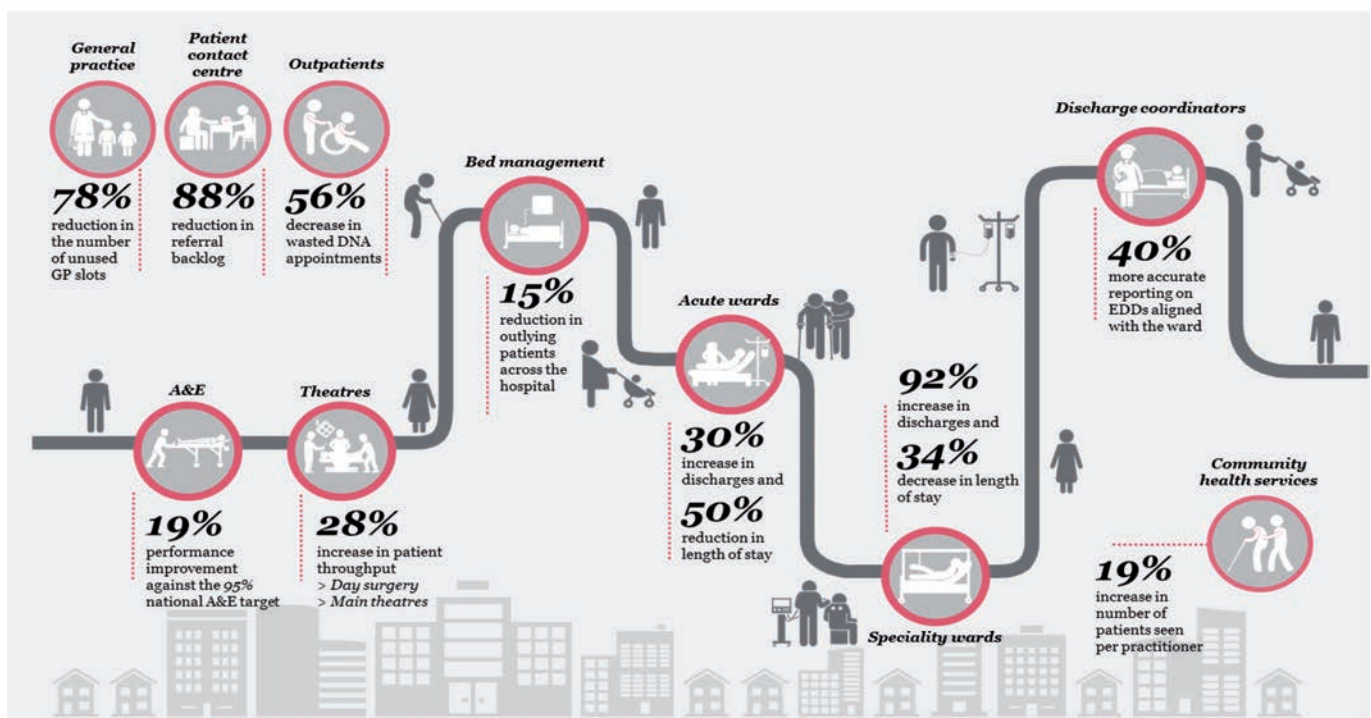 General
practice
78%
reduction in
the number
of unused
GP slots
Patient
contact
centre
88%
reduction in
referral
backlog
Outpatients
56%
decrease in
wasted DNA
appointments
A&E
19%
performance
improvement
against the 95%
national A&E target
Theatres
28%
increase in patient
throughput
> Day surgery
> Main theatres
Bed management
15%
reduction in
outlying
patients
across the
hospital
Acute wards
30%
increase in
discharges and
50%
reduction in
length of stay
92%
increase in
discharges and
34%
decrease in length
of stay
Speciality wards
Discharge coordinators
40%
more accurate
reporting on
EDDs aligned
with the ward
Community
health services
19%
increase in
number of
patients seen
per practitioner